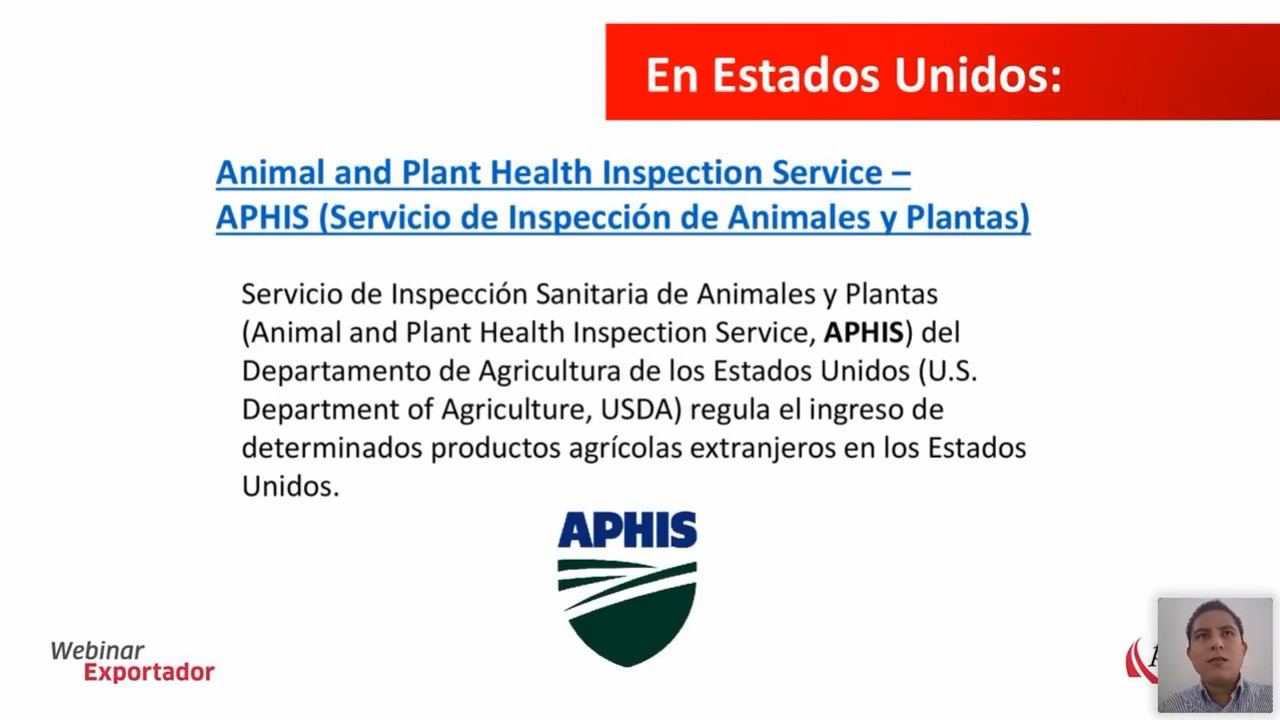 En Estados Unidos:
Animal and Plant Health Inspection Service –
APHIS (Servicio de Inspección de Animales y Plantas)
Servicio de Inspección Sanitaria de Animales y Plantas
(Animal and Plant Health Inspection Service, APHIS) del
Departamento de Agricultura de los Estados Unidos (U.S.
Department of Agriculture, USDA) regula el ingreso de
determinados productos agrícolas extranjeros en los Estados
Unidos.
APHIS
Webinar
Exportador